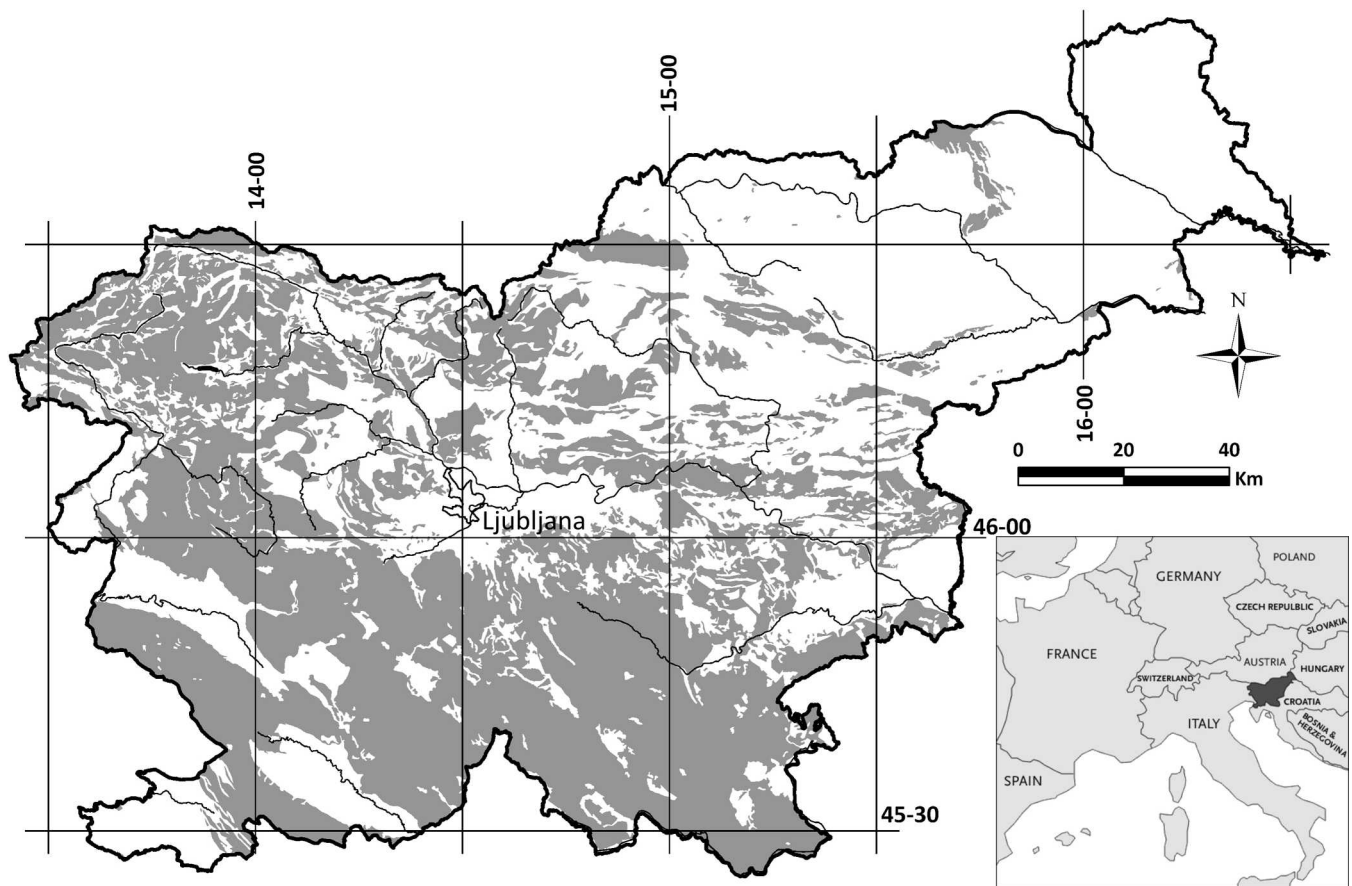 15-00
14-00
N
16-00
0 20 40
Km
Ljubljana
46-00
45-30
POLAND
GERMANY
CZECH REPULBLIC
SLOVAKIA
FRANCE
AUSTRIA
HUNGARY
SWITZERLAND
CROATIA
ITALY
BOSNIA &
HERZEGOVINA
SPAIN